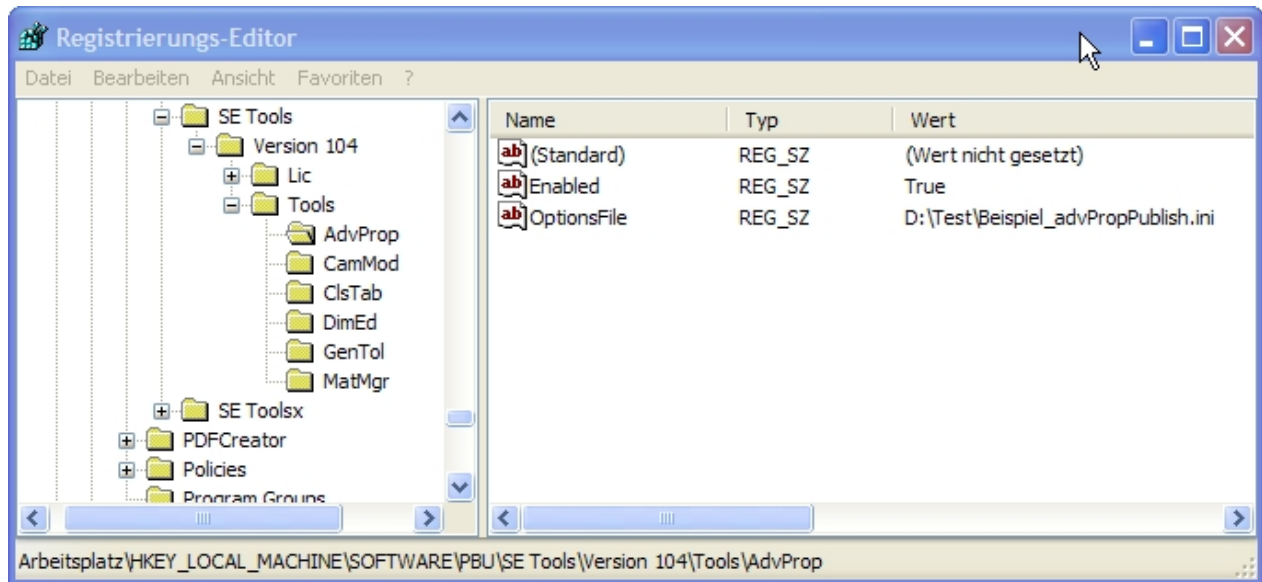 Registrierungs-Editor
Datei Bearbeiten Ansicht Favoriten ?
SE Tools
Version 104
Lic
Tools
AdvProp
CamMod
ClsTab
DimEd
GenTol
MatMgr
SE Toolsx
PDFCreator
Policies
Program Groups
Name Typ Wert
(Standard) REG_SZ (Wert nicht gesetzt)
Enabled REG_SZ True
OptionsFile REG_SZ D:\Test\Beispiel_advPropPublish.ini
Arbeitsplatz\HKEY_LOCAL_MACHINE\SOFTWARE\PBU\SE Tools\Version 104\Tools\AdvProp